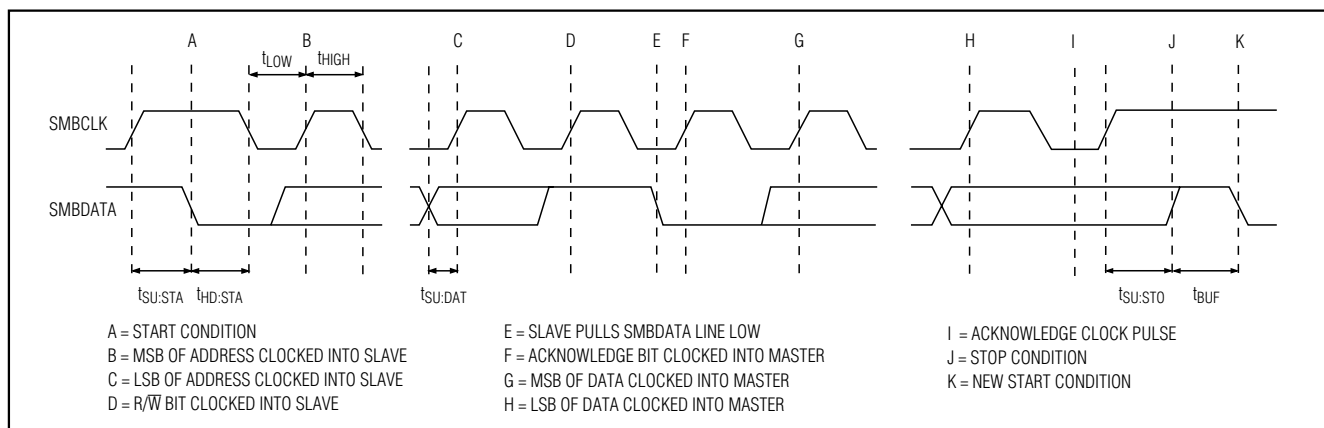 A B C D E F G H I J K
tLOW tHIGH
SMBCLK
SMBDATA
tSU:STA tHD:STA tSU:DAT tSU:STO tBUF
A = START CONDITION
B = MSB OF ADDRESS CLOCKED INTO SLAVE
C = LSB OF ADDRESS CLOCKED INTO SLAVE
D = R/W̅ BIT CLOCKED INTO SLAVE
E = SLAVE PULLS SMBDATA LINE LOW
F = ACKNOWLEDGE BIT CLOCKED INTO MASTER
G = MSB OF DATA CLOCKED INTO MASTER
H = LSB OF DATA CLOCKED INTO MASTER
I = ACKNOWLEDGE CLOCK PULSE
J = STOP CONDITION
K = NEW START CONDITION